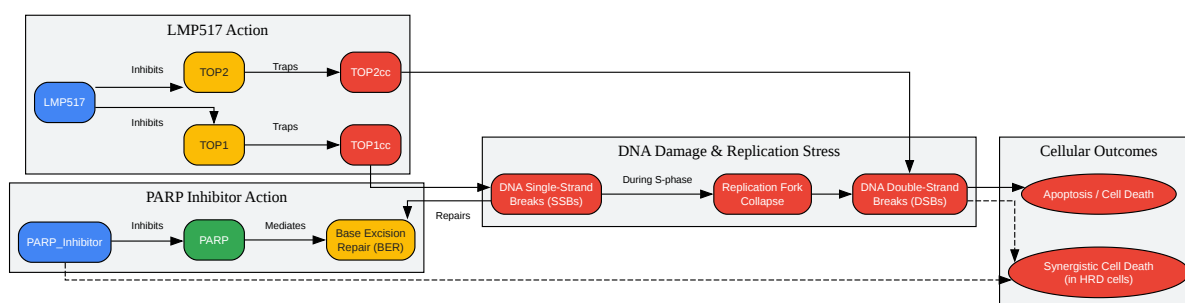 LMP517 Action
Inhibits
TOP2
Traps
TOP2cc
LMP517
Inhibits
TOP1
Traps
TOP1cc
DNA Damage & Replication Stress
DNA Single-Strand
Breaks (SSBs)
During S-phase
Replication Fork
Collapse
DNA Double-Strand
Breaks (DSBs)
Cellular Outcomes
Apoptosis / Cell Death
Synergistic Cell Death
(in HRD cells)
PARP Inhibitor Action
PARP_Inhibitor
Inhibits
PARP
Mediates
Base Excision
Repair (BER)
Repairs